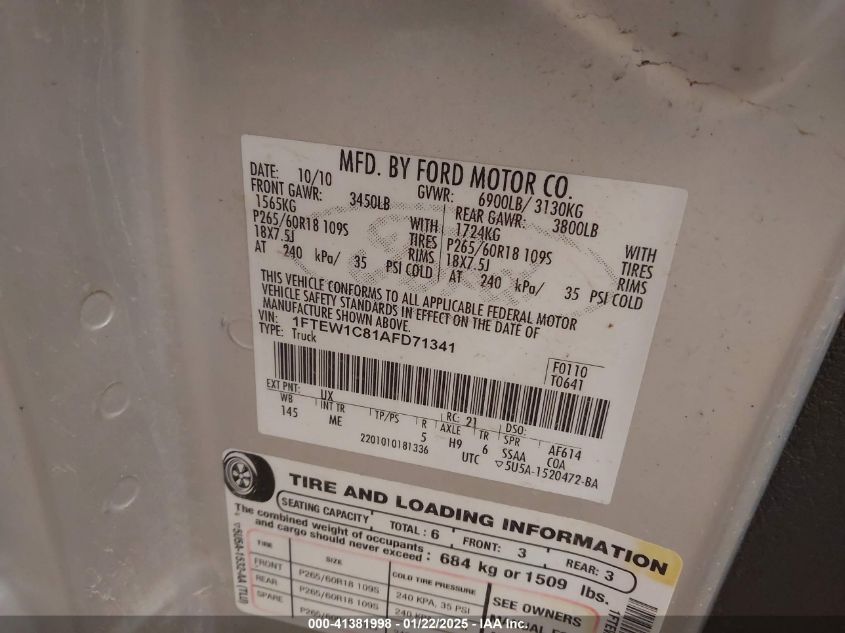 MFD. BY FORD MOTOR CO.
DATE: 10/10 GVWR: 6900LB/ 3130KG
FRONT GAWR: 3450LB REAR GAWR: 3800LB
1565KG WITH 1724KG WITH
P265/60R18 109S TIRES P265/60R18 109S TIRES
18X7.5J RIMS 18X7.5J RIMS
AT 240 kPa/ 35 PSI COLD AT 240 kPa/ 35 PSI COLD
THIS VEHICLE CONFORMS TO ALL APPLICABLE FEDERAL MOTOR
VEHICLE SAFETY STANDARDS IN EFFECT ON THE DATE OF
MANUFACTURE SHOWN ABOVE.
VIN: 1FTEW1C81AFD71341
TYPE: Truck
F0110
T0641
EXT PNT: UX RC: 21 DSO:
WB INT TR TP/PS R AXLE TR SPR AF614
145 ME 5 H9 6 SSAA COA
2201010181336 UTC ▽5U5A-1520472-BA
TIRE AND LOADING INFORMATION
SEATING CAPACITY TOTAL: 6 FRONT: 3 REAR: 3
The combined weight of occupants
and cargo should never exceed : 684 kg or 1509 lbs.
TIRE SIZE COLD TIRE PRESSURE SEE OWNERS
FRONT P265/60R18 109S 240 KPA, 35 PSI
REAR P265/60R18 109S
SPARE
000-41381998 | 01/22/2025 - IAA Inc.